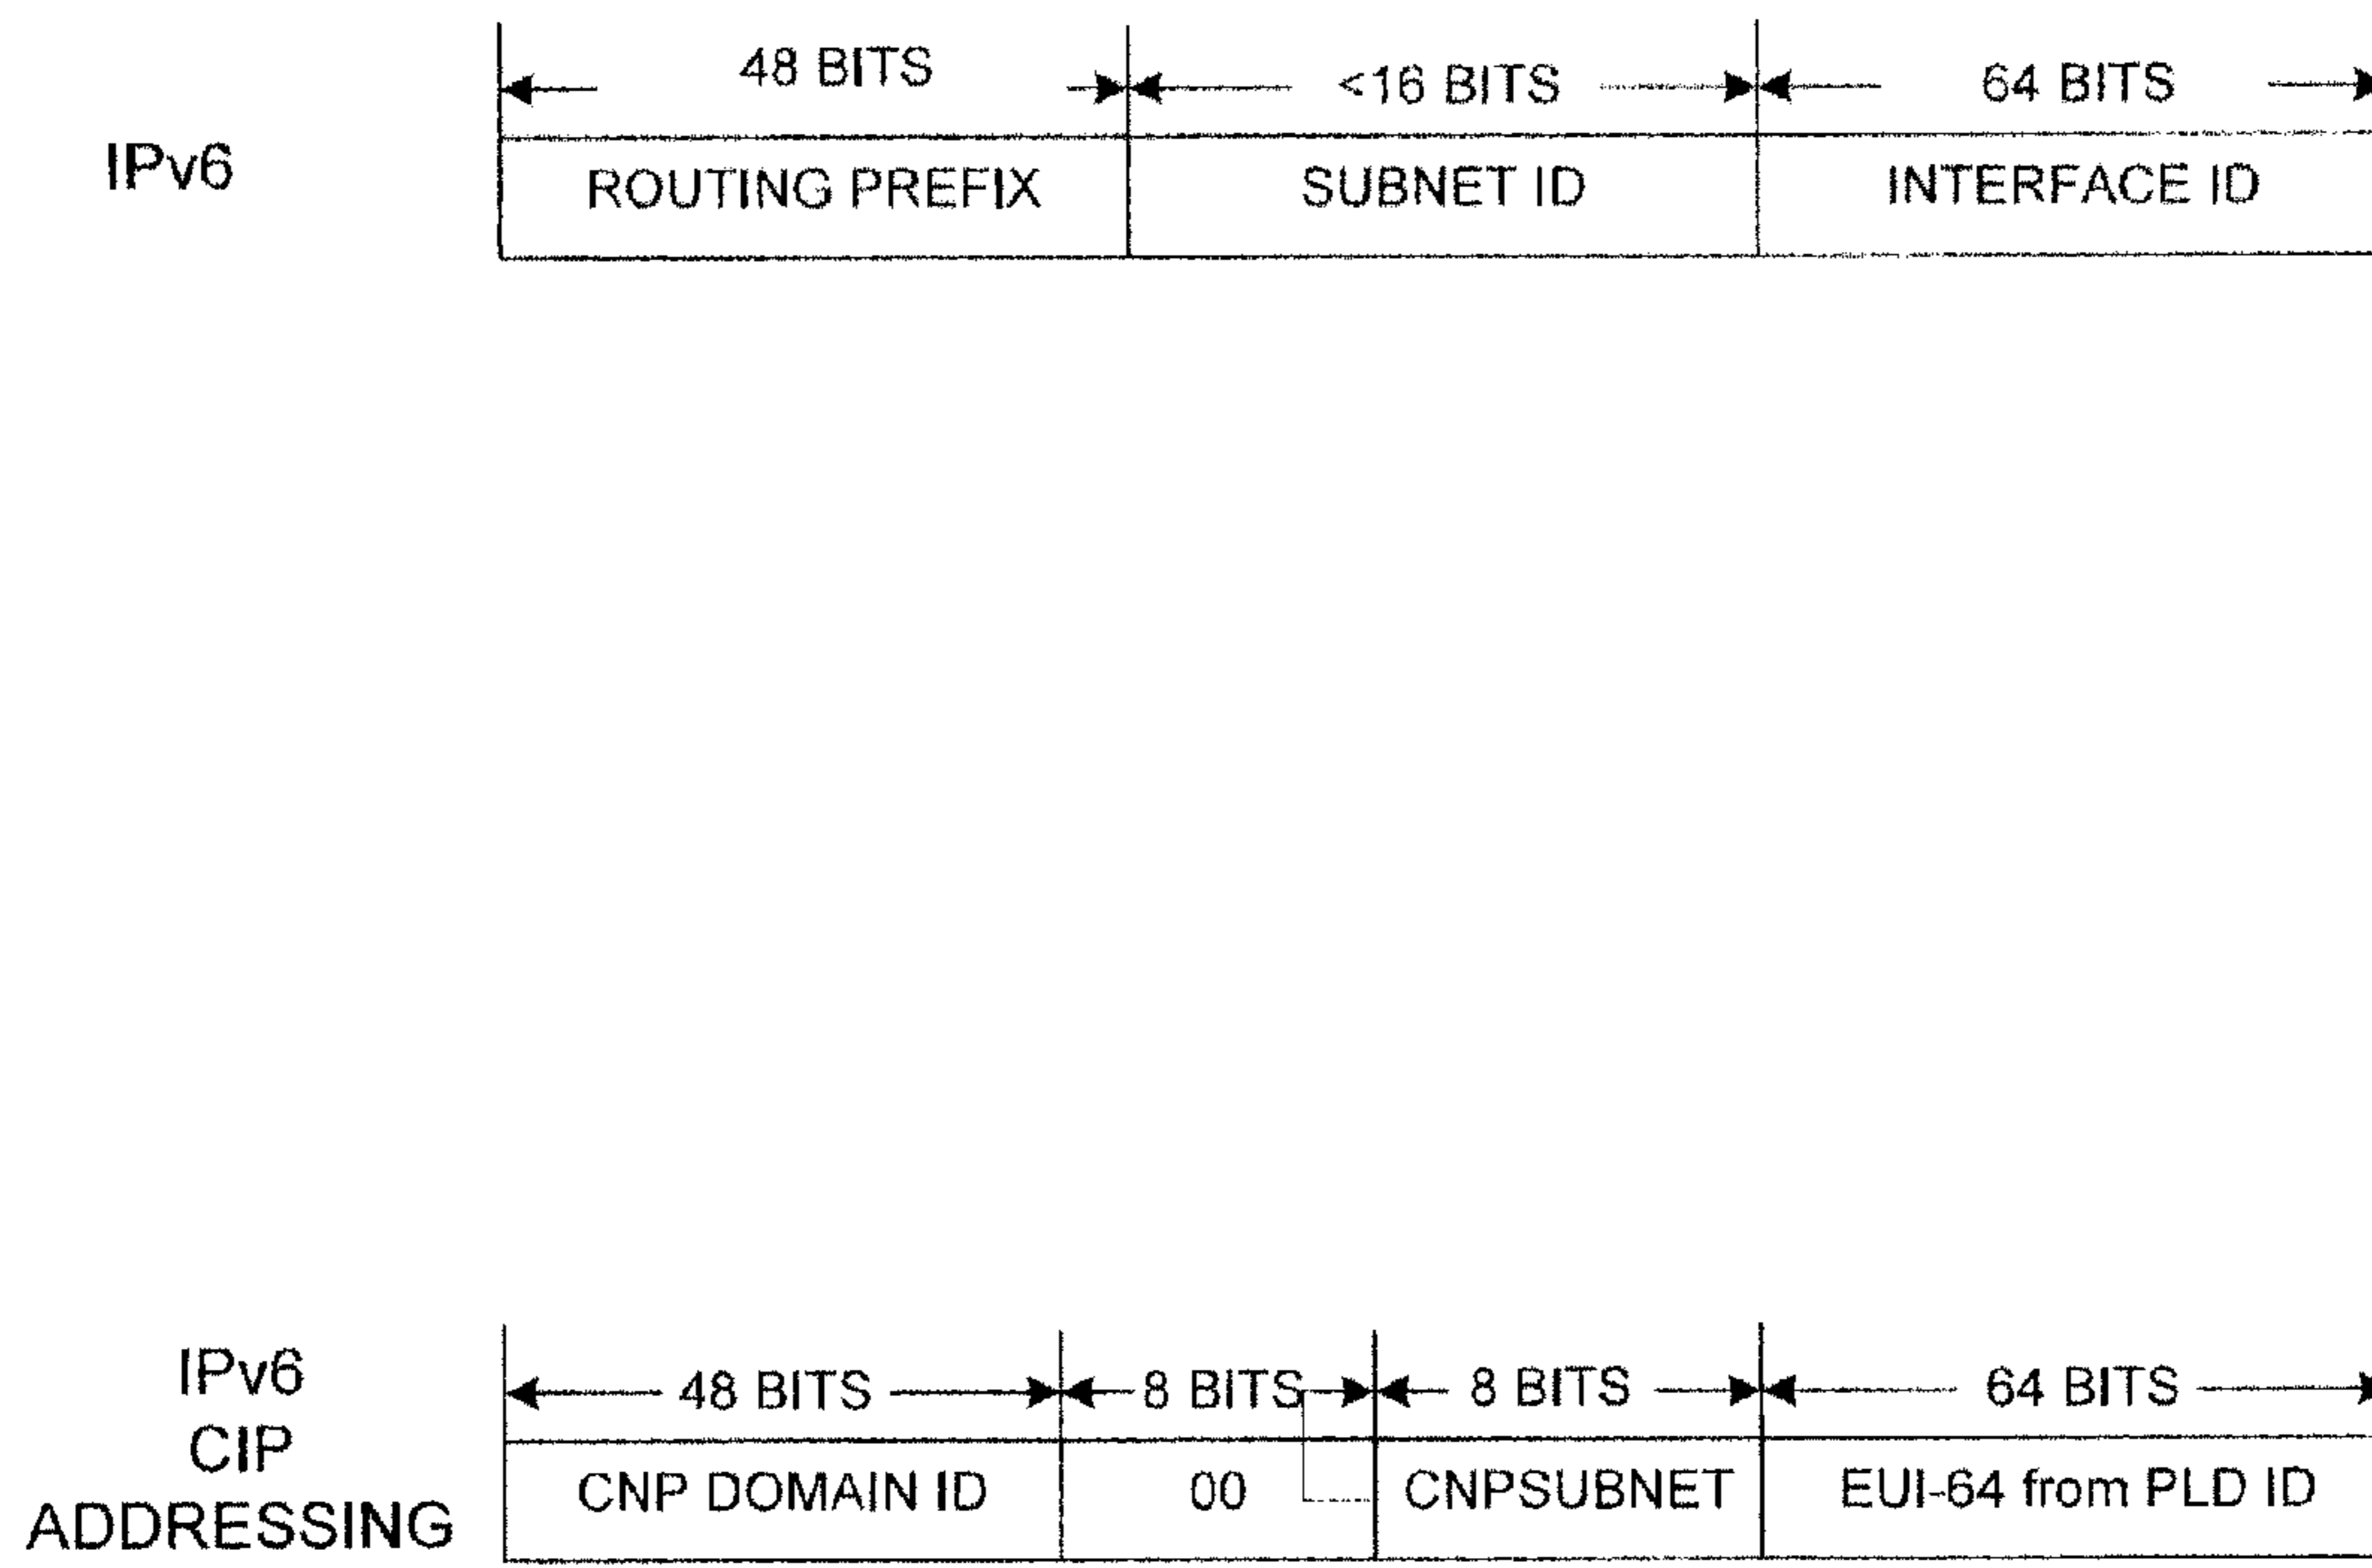 48 BITS <16 BITS 64 BITS
IPv6 ROUTING PREFIX SUBNET ID INTERFACE ID
IPv6
CIP
ADDRESSING
48 BITS 8 BITS 8 BITS 64 BITS
CNP DOMAIN ID 00 CNPSUBNET EUI-64 from PLD ID